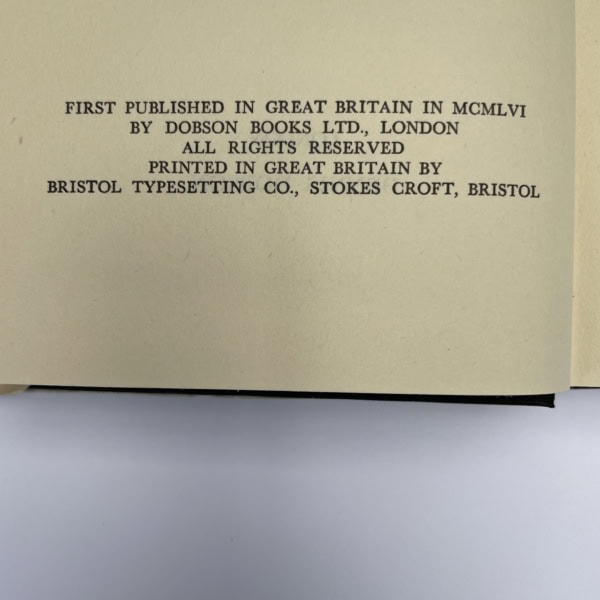 FIRST PUBLISHED IN GREAT BRITAIN IN MCMLVI
BY DOBSON BOOKS LTD., LONDON
ALL RIGHTS RESERVED
PRINTED IN GREAT BRITAIN BY
BRISTOL TYPESETTING CO., STOKES CROFT, BRISTOL